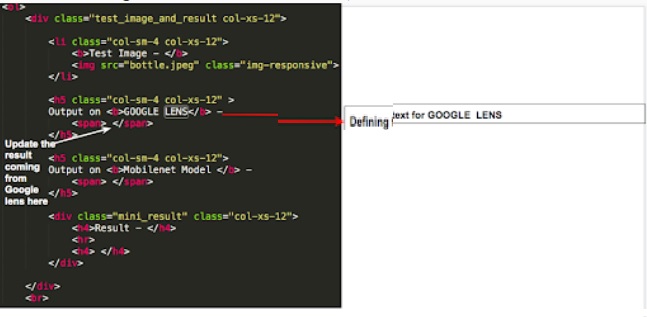 <ol>
<div class="test_image_and_result col-xs-12">
<li class="col-sm-4 col-xs-12">
<b>Test Image – </b>
<img src="bottle.jpeg" class="img-responsive">
</li>
<h5 class="col-sm-4 col-xs-12" >
Output on <b>GOOGLE LENS</b> –
<span> </span>
</h5>
Update the
result
coming
from
Google
lens here
<h5 class="col-sm-4 col-xs-12">
Output on <b>Mobilenet Model </b> –
<span> </span>
</h5>
<div class="mini_result" class="col-xs-12">
<h4>Result – </h4>
<hr>
<h4> </h4>
</div>
</div>
<br>
Defining text for GOOGLE LENS